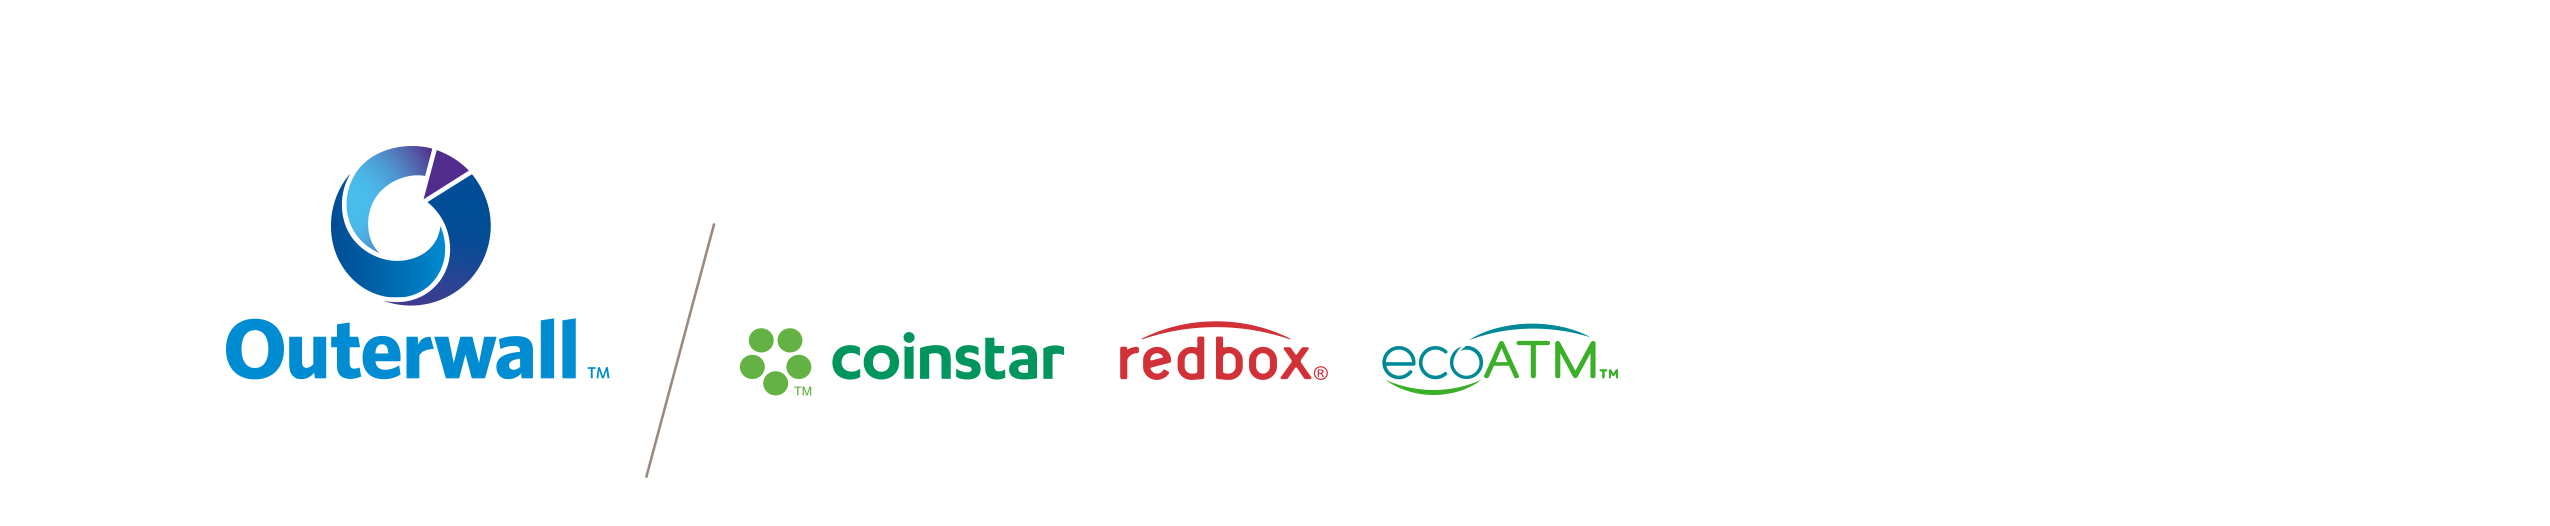 Outerwall™
coinstar™
redbox®
ecoATM™